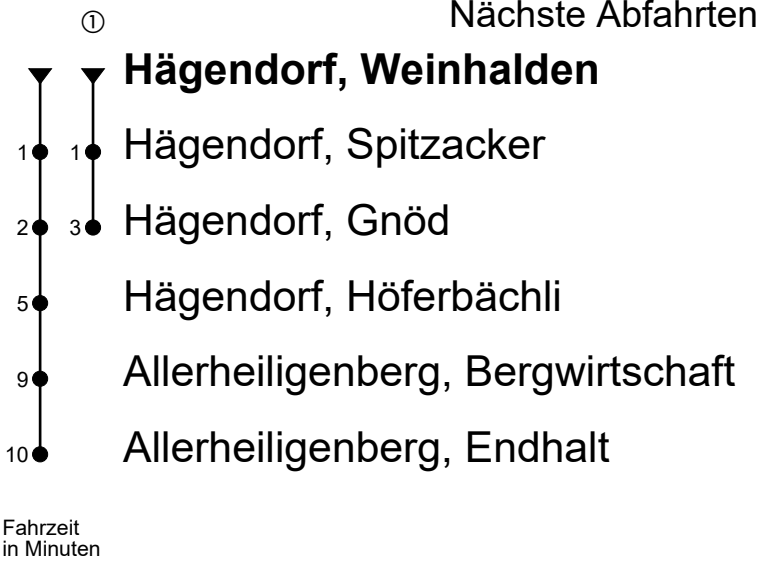 ① Nächste Abfahrten
Hägendorf, Weinhalden
1 1 Hägendorf, Spitzacker
2 3 Hägendorf, Gnöd
5 Hägendorf, Höferbächli
9 Allerheiligenberg, Bergwirtschaft
10 Allerheiligenberg, Endhalt
Fahrzeit
in Minuten